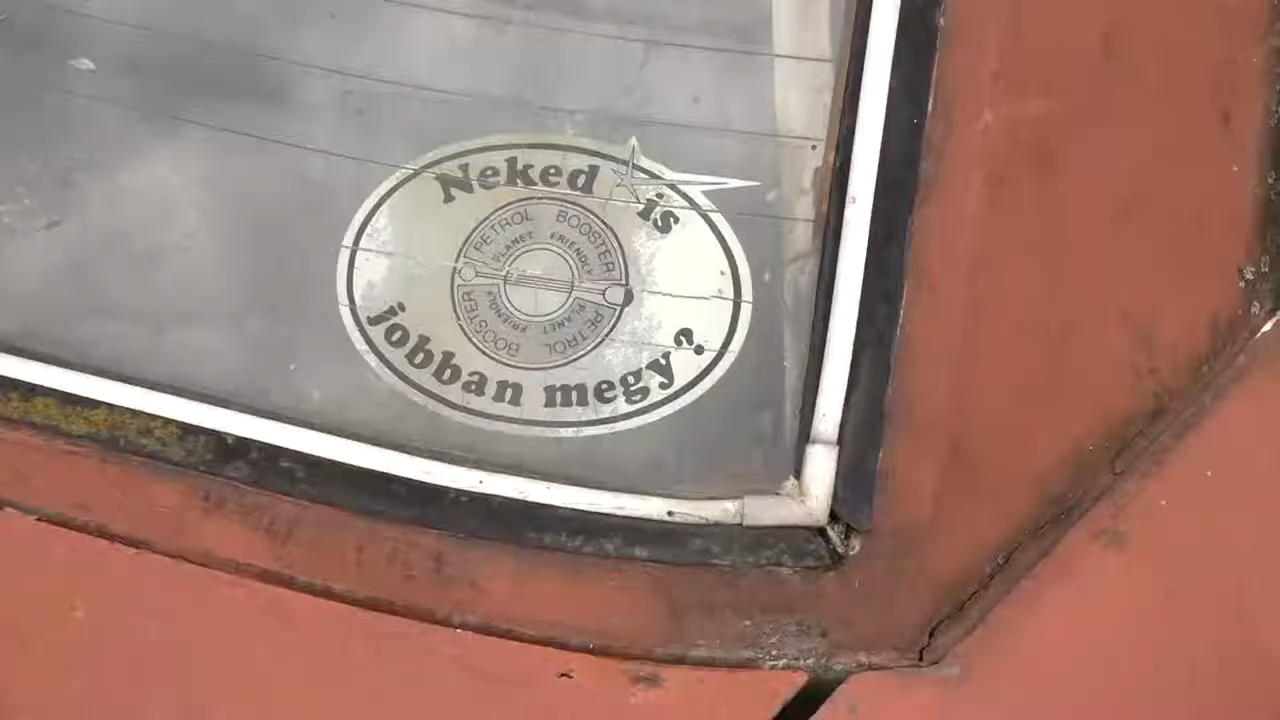 Neked is
PETROL BOOSTER
PLANET FRIENDLY
PLANET FRIENDLY
PETROL BOOSTER
jobban megy?